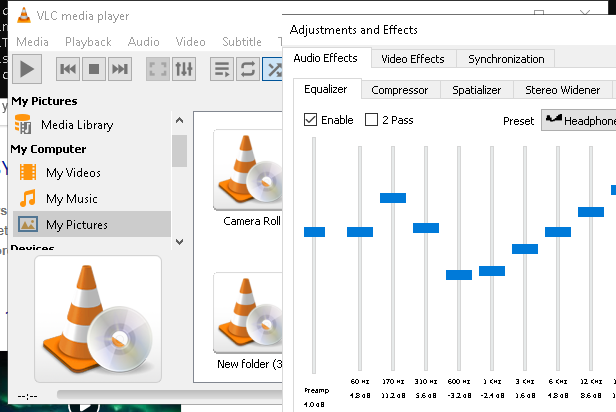 VLC media player
Media Playback Audio Video Subtitle
My Pictures
Media Library
My Computer
My Videos
My Music
My Pictures
Devices
Camera Roll
New folder (3
--:--
Adjustments and Effects
Audio Effects Video Effects Synchronization
Equalizer Compressor Spatializer Stereo Widener
Enable 2 Pass Preset Headphone
60 Hz 170 Hz 310 Hz 600 Hz 1 KHz 3 KHz 6 KHz 12 KHz
Preamp 4.8 dB 11.2 dB 5.6 dB -3.2 dB -2.4 dB 1.6 dB 4.8 dB 8.6 dB
4.0 dB